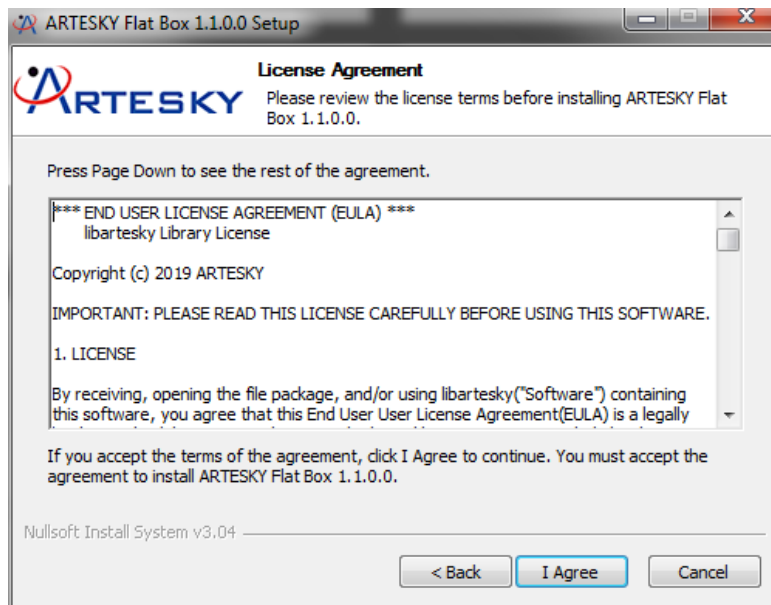 ARTESKY Flat Box 1.1.0.0 Setup
ARTESKY
License Agreement
Please review the license terms before installing ARTESKY Flat
Box 1.1.0.0.
Press Page Down to see the rest of the agreement.
*** END USER LICENSE AGREEMENT (EULA) ***
libartesky Library License
Copyright (c) 2019 ARTESKY
IMPORTANT: PLEASE READ THIS LICENSE CAREFULLY BEFORE USING THIS SOFTWARE.
1. LICENSE
By receiving, opening the file package, and/or using libartesky("Software") containing
this software, you agree that this End User User License Agreement(EULA) is a legally
If you accept the terms of the agreement, click I Agree to continue. You must accept the
agreement to install ARTESKY Flat Box 1.1.0.0.
Nullsoft Install System v3.04
< Back
I Agree
Cancel